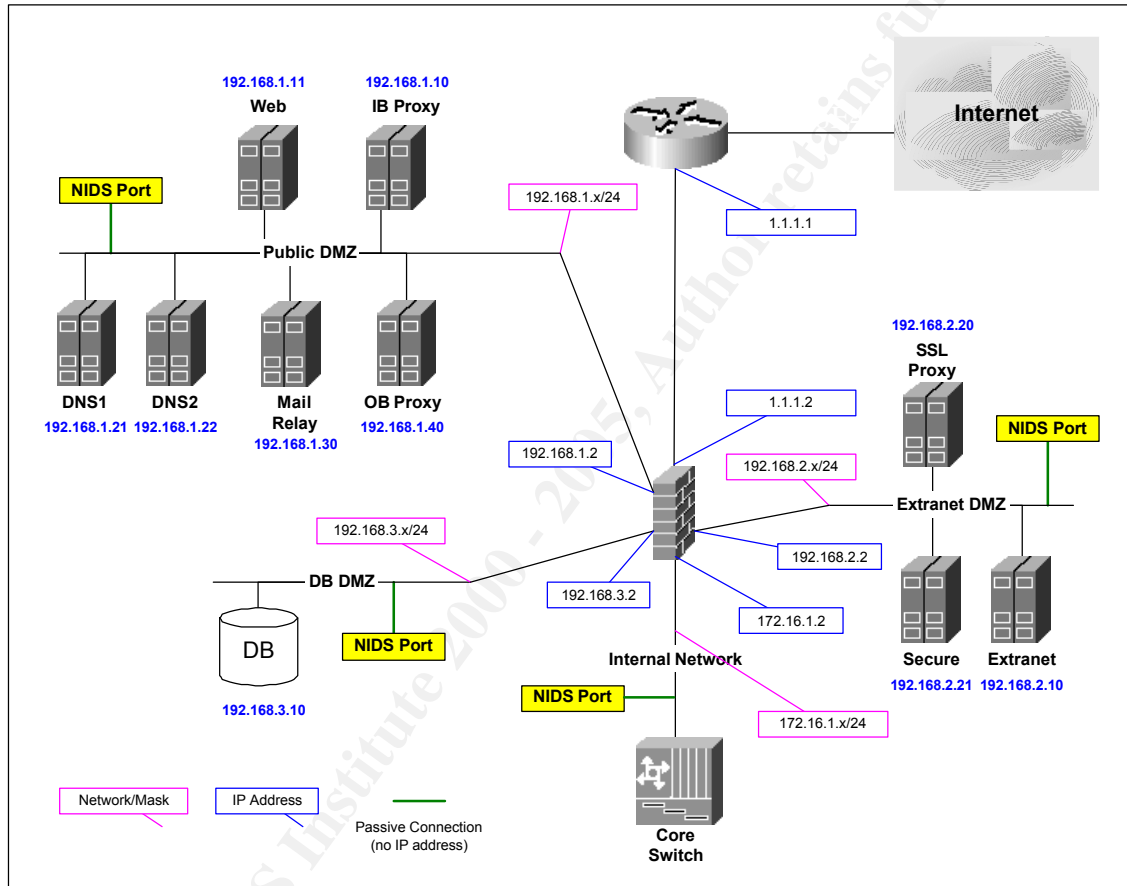 192.168.1.11
Web
192.168.1.10
IB Proxy
Internet
NIDS Port
192.168.1.x/24
1.1.1.1
Public DMZ
DNS1
192.168.1.21
DNS2
192.168.1.22
Mail
Relay
192.168.1.30
OB Proxy
192.168.1.40
192.168.2.20
SSL
Proxy
1.1.1.2
NIDS Port
192.168.1.2
192.168.2.x/24
Extranet DMZ
192.168.3.x/24
192.168.2.2
DB DMZ
192.168.3.2
172.16.1.2
DB
NIDS Port
192.168.3.10
Internal Network
Secure
192.168.2.21
Extranet
192.168.2.10
NIDS Port
172.16.1.x/24
Core
Switch
Network/Mask
IP Address
Passive Connection
(no IP address)
S Institute 2000 - 2005, Author retains fu